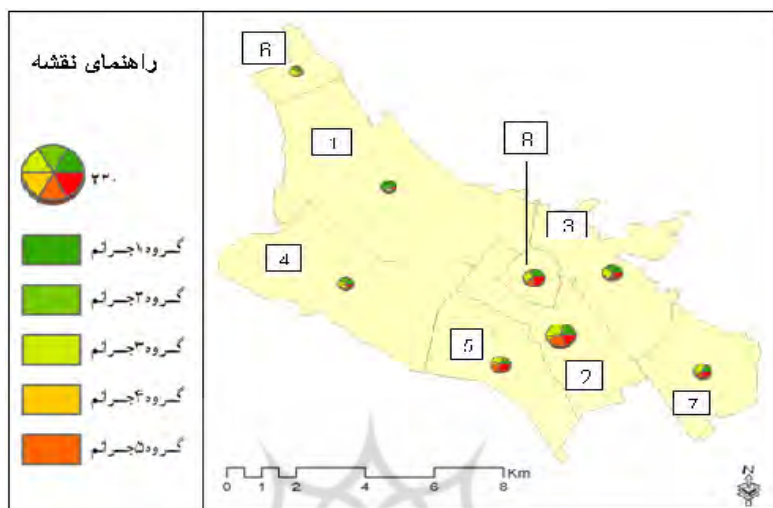 راهنمای نقشه
۲۳۰
گروه۱جرائم
گروه۲جرائم
گروه۳جرائم
گروه۴جرائم
گروه۵جرائم
6
1
8
3
4
5
2
7
Km
0 1 2 4 6 8
N